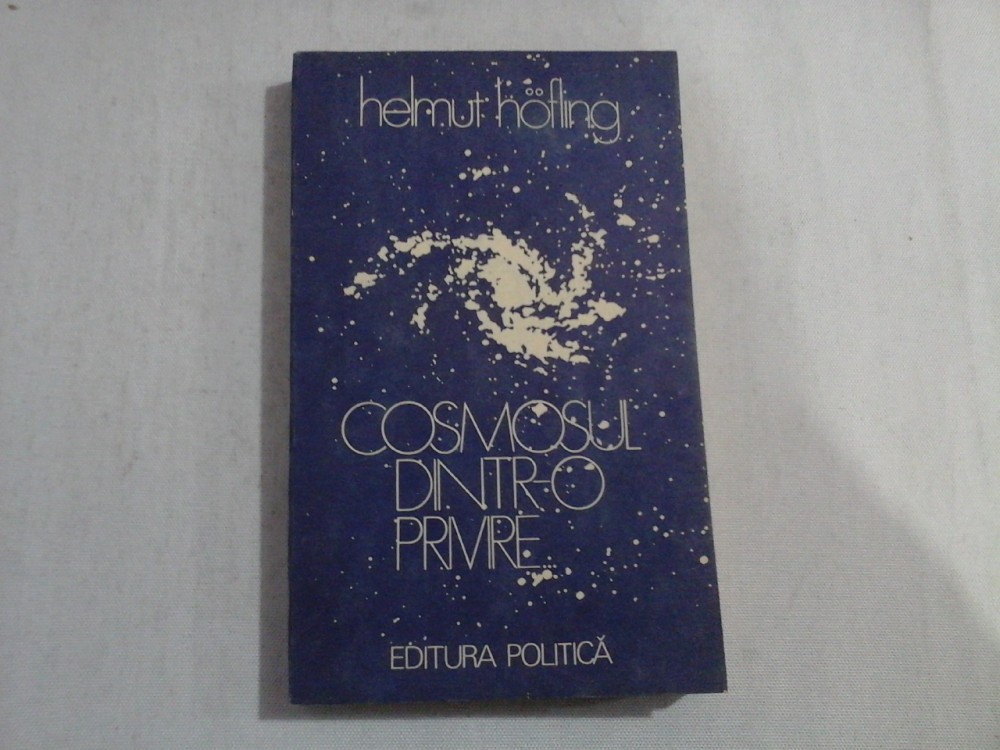 helmut höfling
COSMOSUL
DINTR-O
PRIVIRE...
EDITURA POLITICĂ